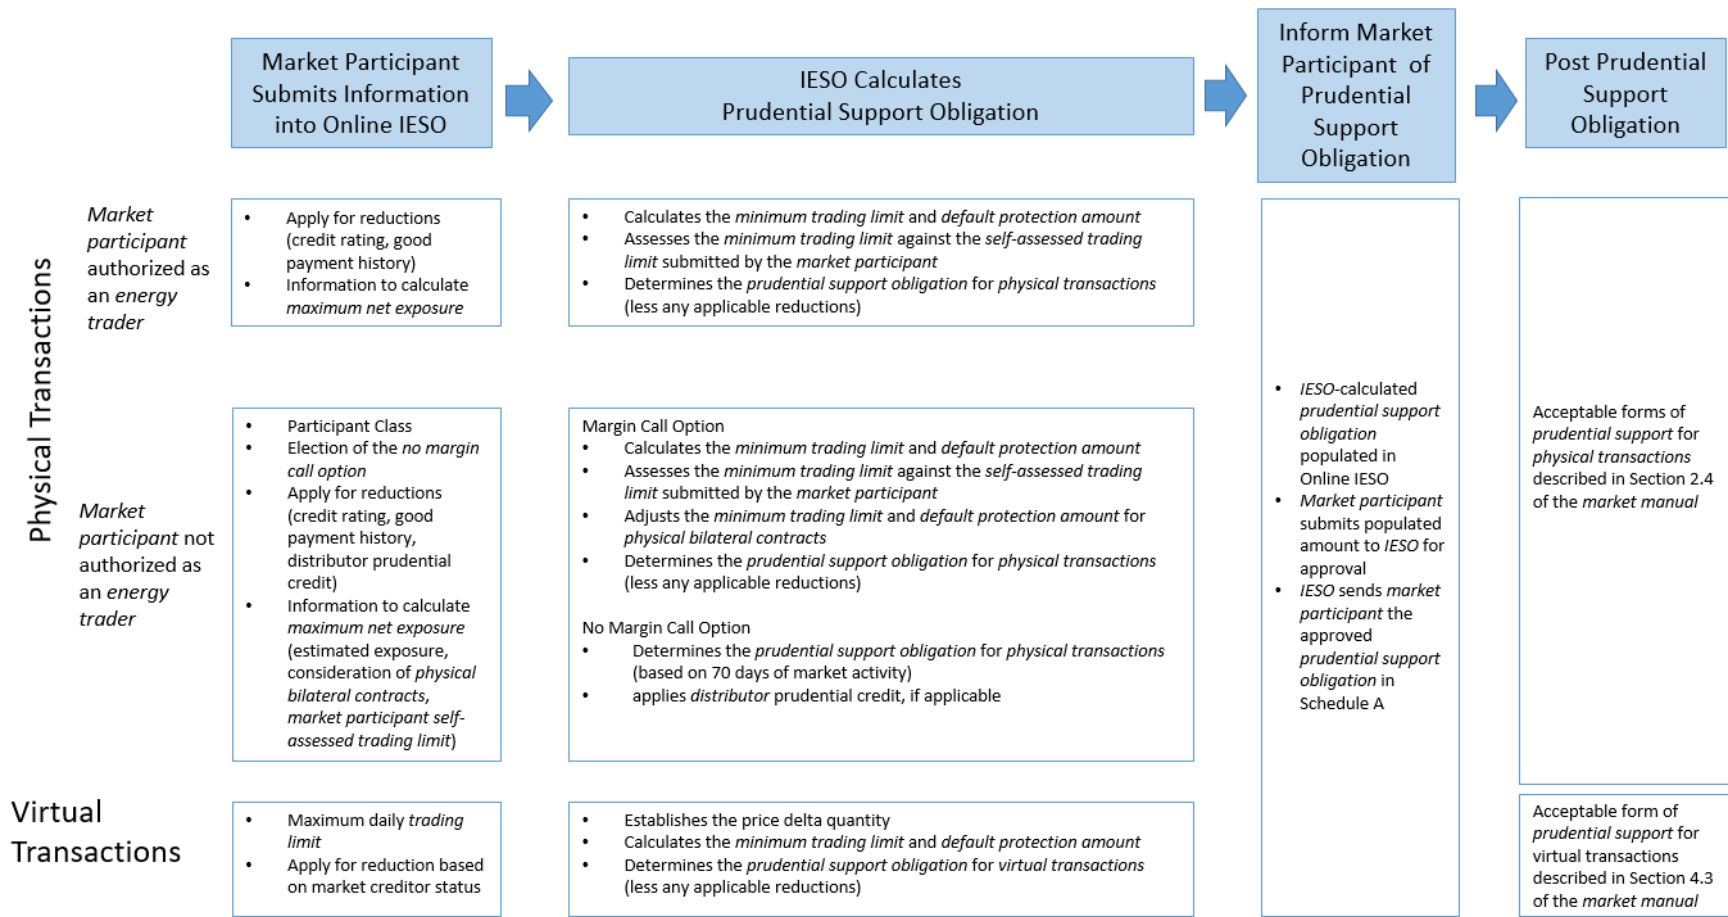 Market Participant
Submits Information
into Online IESO
IESO Calculates
Prudential Support Obligation
Inform Market
Participant of
Prudential
Support
Obligation
Post Prudential
Support
Obligation
Physical Transactions
Market
participant
authorized as
an energy
trader
• Apply for reductions
(credit rating, good
payment history)
• Information to calculate
maximum net exposure
• Calculates the minimum trading limit and default protection amount
• Assesses the minimum trading limit against the self-assessed trading
limit submitted by the market participant
• Determines the prudential support obligation for physical transactions
(less any applicable reductions)
Market
participant not
authorized as
an energy
trader
• Participant Class
• Election of the no margin
call option
• Apply for reductions
(credit rating, good
payment history,
distributor prudential
credit)
• Information to calculate
maximum net exposure
(estimated exposure,
consideration of physical
bilateral contracts,
market participant self-
assessed trading limit)
Margin Call Option
• Calculates the minimum trading limit and default protection amount
• Assesses the minimum trading limit against the self-assessed trading
limit submitted by the market participant
• Adjusts the minimum trading limit and default protection amount for
physical bilateral contracts
• Determines the prudential support obligation for physical transactions
(less any applicable reductions)
No Margin Call Option
• Determines the prudential support obligation for physical transactions
(based on 70 days of market activity)
• applies distributor prudential credit, if applicable
• IESO-calculated
prudential support
obligation
populated in
Online IESO
• Market participant
submits populated
amount to IESO for
approval
• IESO sends market
participant the
approved
prudential support
obligation in
Schedule A
Acceptable forms of
prudential support for
physical transactions
described in Section 2.4
of the market manual
Virtual
Transactions
• Maximum daily trading
limit
• Apply for reduction based
on market creditor status
• Establishes the price delta quantity
• Calculates the minimum trading limit and default protection amount
• Determines the prudential support obligation for virtual transactions
(less any applicable reductions)
Acceptable form of
prudential support for
virtual transactions
described in Section 4.3
of the market manual